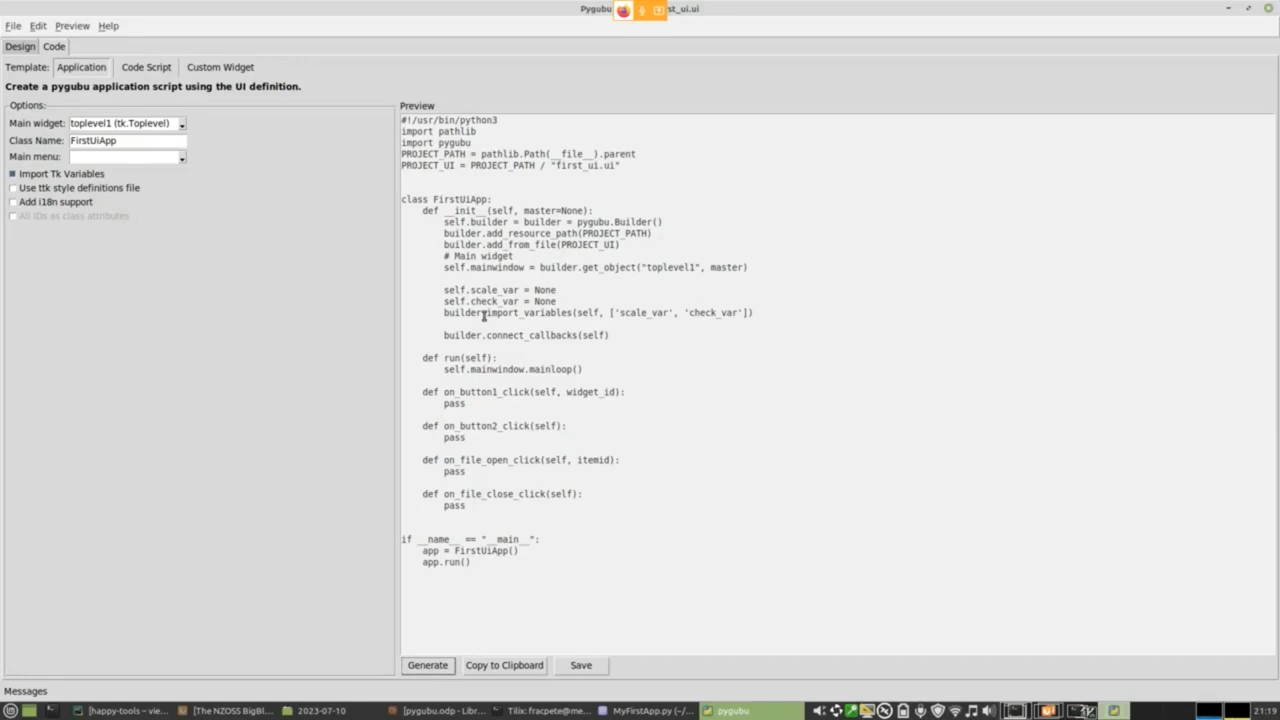 Pygubu st_ui.ui
File Edit Preview Help
Design Code
Template: Application Code Script Custom Widget
Create a pygubu application script using the UI definition.
Options:
Main widget: toplevel1 (tk.Toplevel)
Class Name: FirstUiApp
Main menu:
Import Tk Variables
Use ttk style definitions file
Add i18n support
All IDs as class attributes
Preview
#!/usr/bin/python3
import pathlib
import pygubu
PROJECT_PATH = pathlib.Path(__file__).parent
PROJECT_UI = PROJECT_PATH / "first_ui.ui"
class FirstUiApp:
def __init__(self, master=None):
self.builder = builder = pygubu.Builder()
builder.add_resource_path(PROJECT_PATH)
builder.add_from_file(PROJECT_UI)
# Main widget
self.mainwindow = builder.get_object("toplevel1", master)
self.scale_var = None
self.check_var = None
builder.import_variables(self, ['scale_var', 'check_var'])
builder.connect_callbacks(self)
def run(self):
self.mainwindow.mainloop()
def on_button1_click(self, widget_id):
pass
def on_button2_click(self):
pass
def on_file_open_click(self, itemid):
pass
def on_file_close_click(self):
pass
if __name__ == "__main__":
app = FirstUiApp()
app.run()
Generate Copy to Clipboard Save
Messages
[happy-tools – vie... [The NZOSS BigBl... 2023-07-10 [pygubu.odp - Libr... Tilix: fracpete@me... MyFirstApp.py (~/... pygubu 21:19